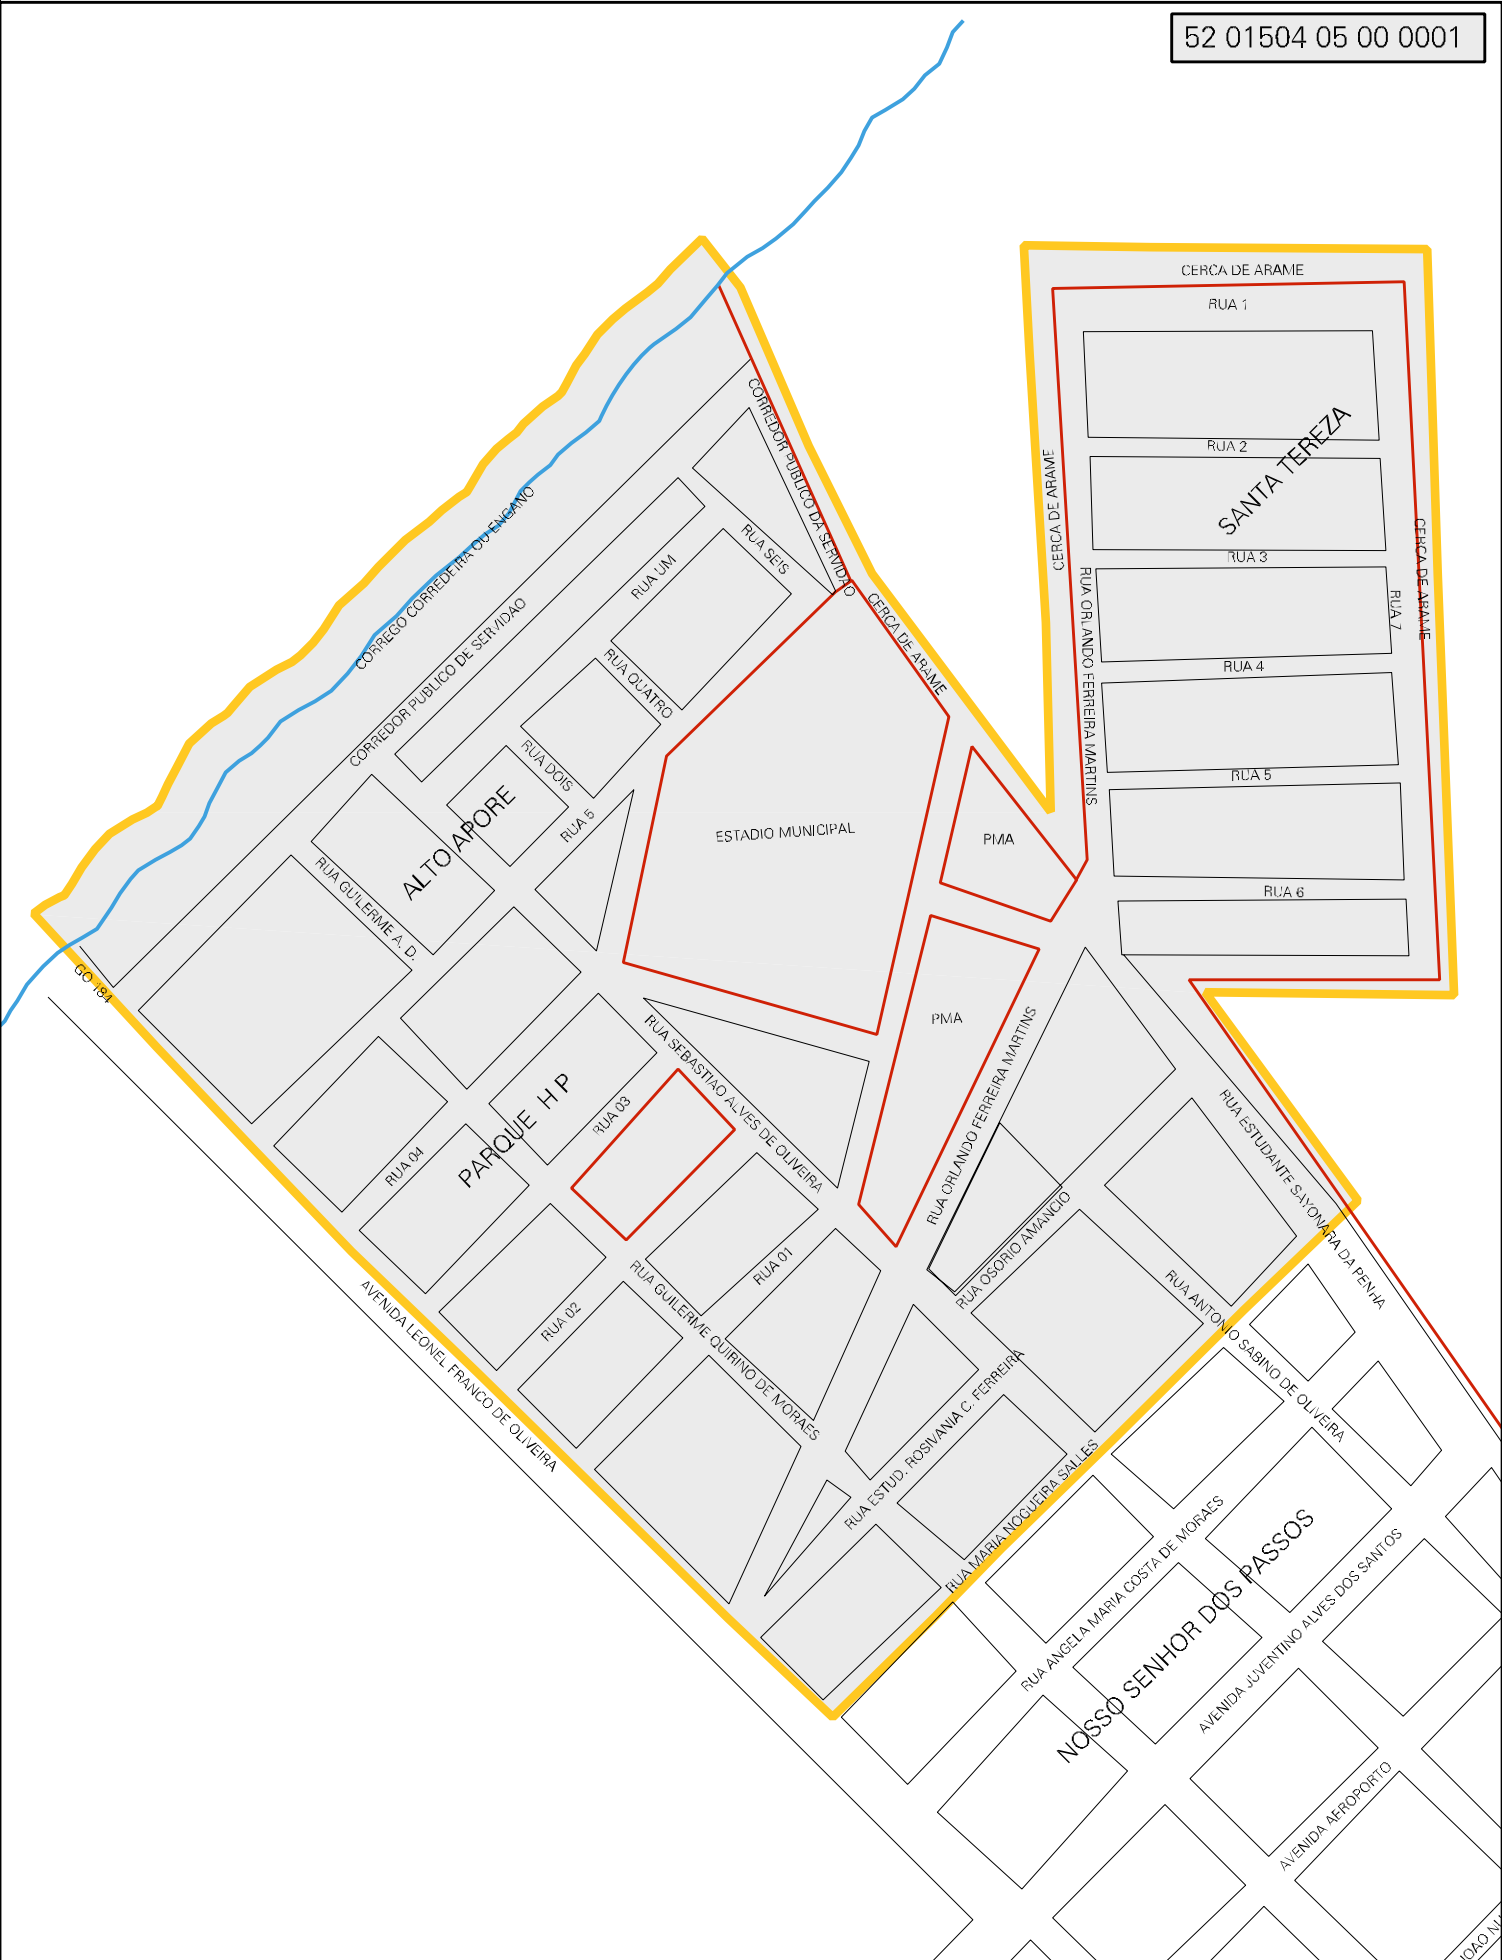 52 01504 05 00 0001
CERCA DE ARAME
RUA 1
RUA 2
SANTA TEREZA
RUA 3
RUA 4
RUA 5
RUA 6
RUA 7
CERCA DE ARAME
CERCA DE ARAME
RUA ORLANDO FERREIRA MARTINS
CORREDOR PUBLICO DA SERVIDAO
CERCA DE ARAME
RUA SEIS
RUA UM
CORREGO CORREDEIRA OU ENGANO
CORREDOR PUBLICO DE SERVIDAO
RUA QUATRO
RUA DOIS
RUA 5
ALTO APORE
ESTADIO MUNICIPAL
PMA
PMA
RUA GUILERME A. D.
GO 184
RUA SEBASTIAO ALVES DE OLIVEIRA
RUA ORLANDO FERREIRA MARTINS
PARQUE H P
RUA 03
RUA 04
RUA 01
RUA 02
RUA GUILERME QUIRINO DE MORAES
AVENIDA LEONEL FRANCO DE OLIVEIRA
RUA OSORIO AMANCIO
RUA ESTUDANTE SAYONARA DA PENHA
RUA ANTONIO SABINO DE OLIVEIRA
RUA ESTUD. ROSIVANIA C. FERREIRA
RUA MARIA NOGUEIRA SALLES
RUA ANGELA MARIA COSTA DE MORAES
NOSSO SENHOR DOS PASSOS
AVENIDA JUVENTINO ALVES DOS SANTOS
AVENIDA AEROPORTO